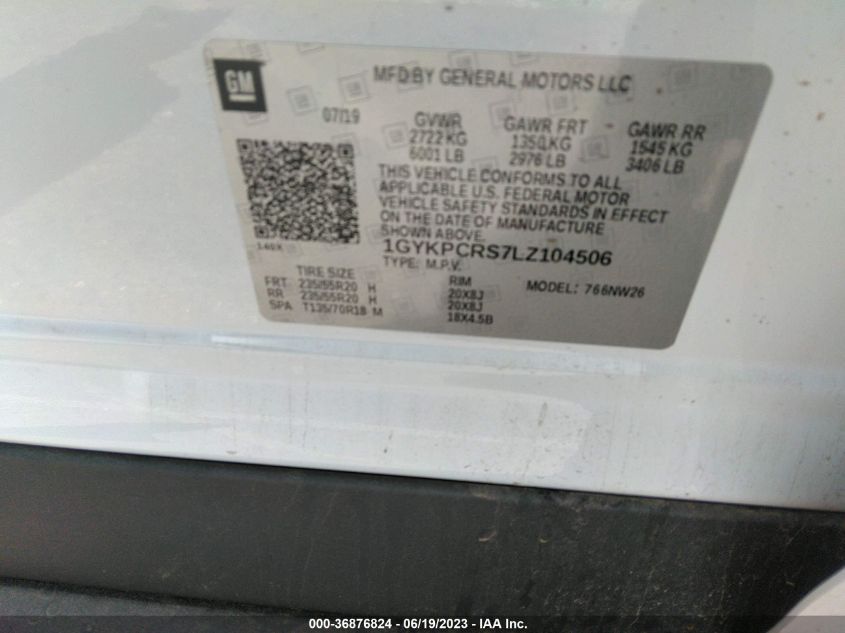 GM
MFD BY GENERAL MOTORS LLC
07/19
GVWR GAWR FRT GAWR RR
2722 KG 1350 KG 1545 KG
6001 LB 2976 LB 3406 LB
THIS VEHICLE CONFORMS TO ALL
APPLICABLE U.S. FEDERAL MOTOR
VEHICLE SAFETY STANDARDS IN EFFECT
ON THE DATE OF MANUFACTURE
SHOWN ABOVE.
1GYKPCRS7LZ104506
TYPE: M.P.V.
MODEL: 766NW26
TIRE SIZE RIM
FRT 235/55R20 H 20X8J
RR 235/55R20 H 20X8J
SPA T135/70R18 M 18X4.5B
000-36876824 - 06/19/2023 - IAA Inc.